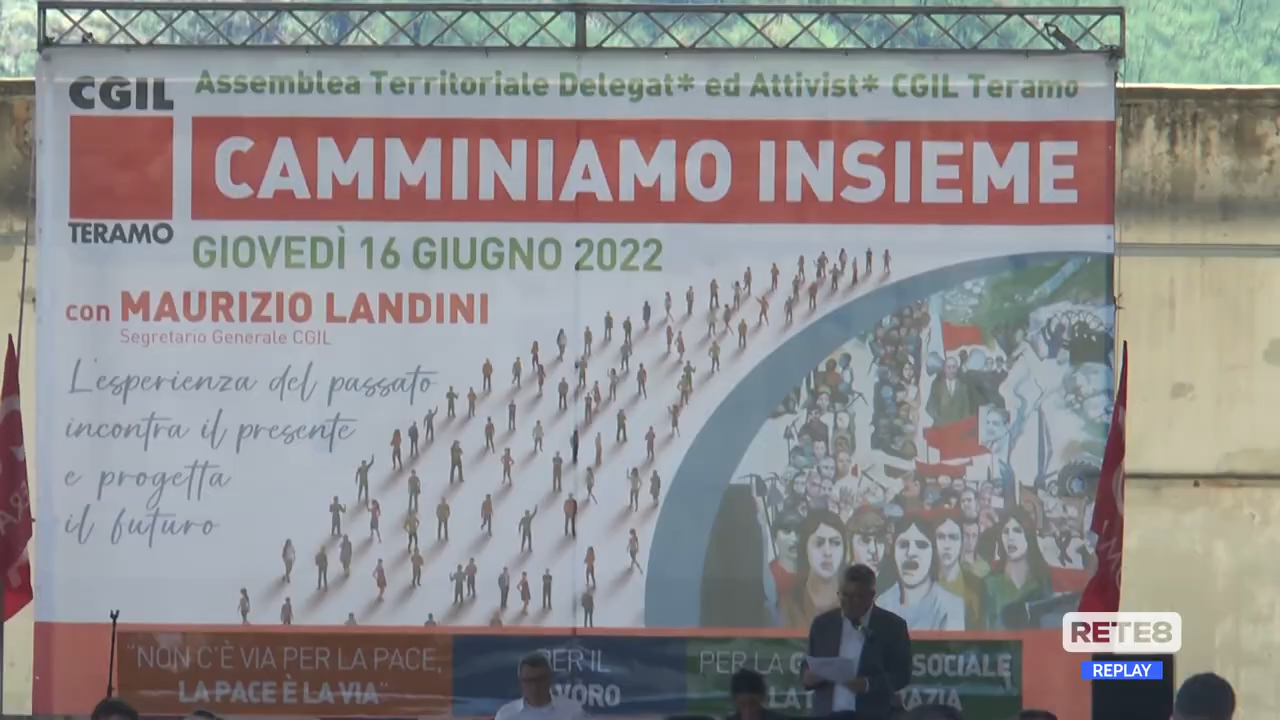 CGIL
TERAMO
Assemblea Territoriale Delegat* ed Attivist* CGIL Teramo
CAMMINIAMO INSIEME
GIOVEDÌ 16 GIUGNO 2022
con MAURIZIO LANDINI
Segretario Generale CGIL
L'esperienza del passato
incontra il presente
e progetta
il futuro
"NON C'È VIA PER LA PACE,
LA PACE È LA VIA"
PER IL
PER LA SOCIALE
RETE8
REPLAY